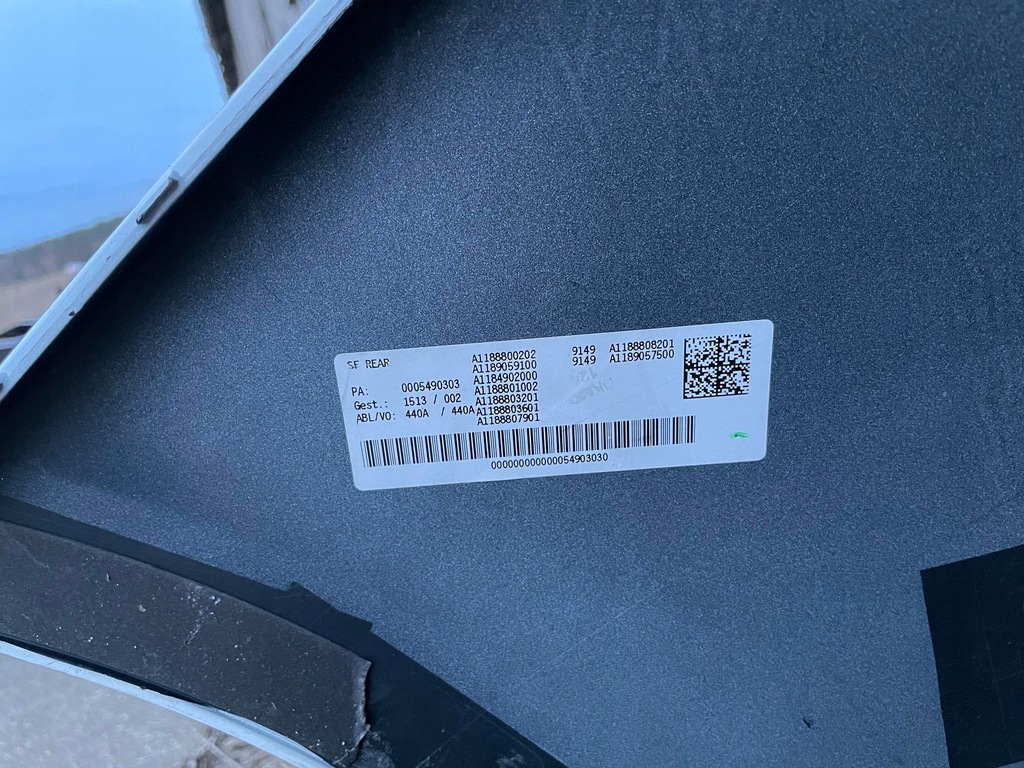 SF REAR
PA: 0005490303
Gest.: 1513 / 002
ABL/VO: 440A / 440A
A1188800202
A1189059100
A1184902000
A1188801002
A1188803201
A1188803601
A1188807901
9149 A1188808201
9149 A1189057500
000000000000054903030